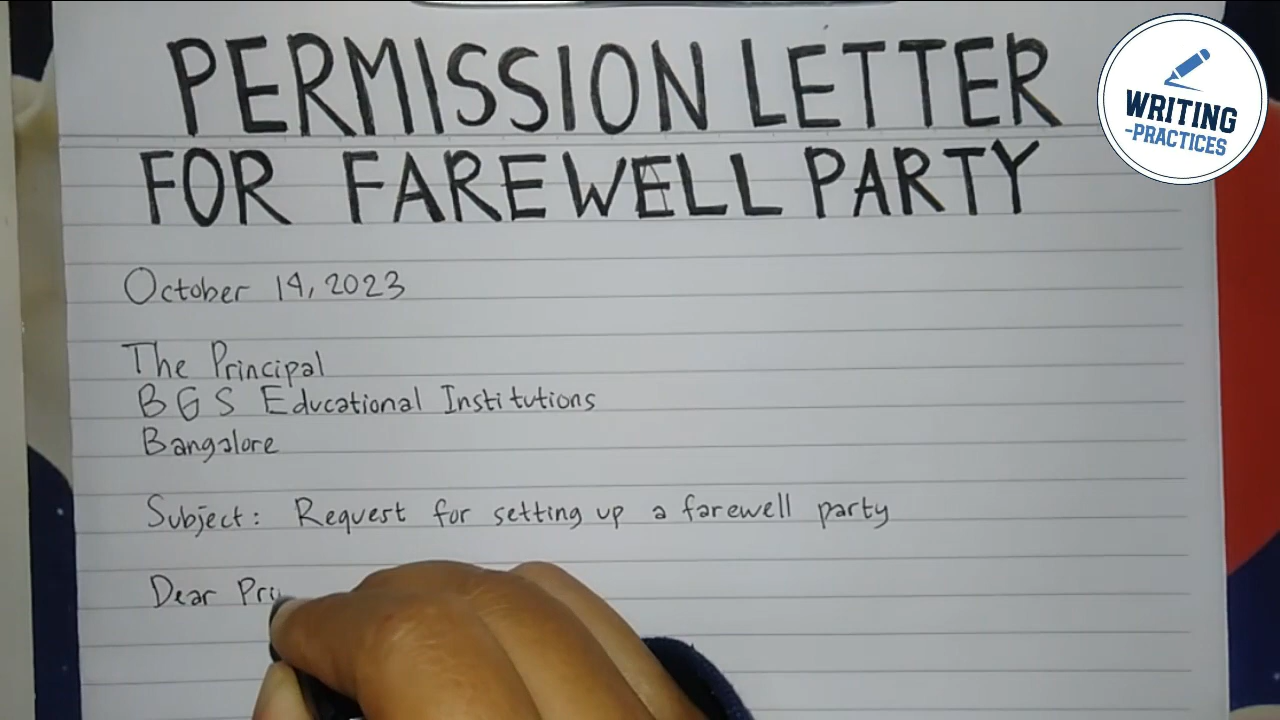 PERMISSION LETTER
FOR FAREWELL PARTY
WRITING
-PRACTICES
October 14, 2023
The Principal
BGS Educational Institutions
Bangalore
Subject: Request for setting up a farewell party
Dear Pri